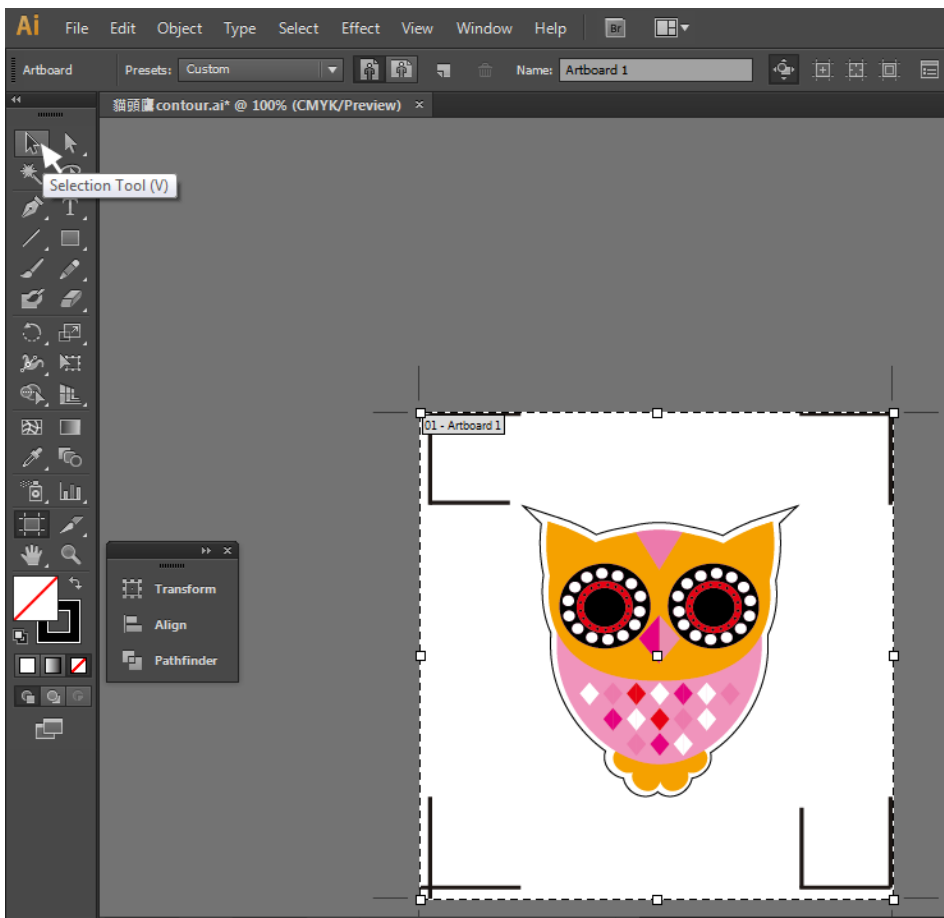 Ai File Edit Object Type Select Effect View Window Help Br
Artboard Presets: Custom Name: Artboard 1
貓頭鷹contour.ai* @ 100% (CMYK/Preview) ×
Selection Tool (V)
T
01 - Artboard 1
Transform
Align
Pathfinder